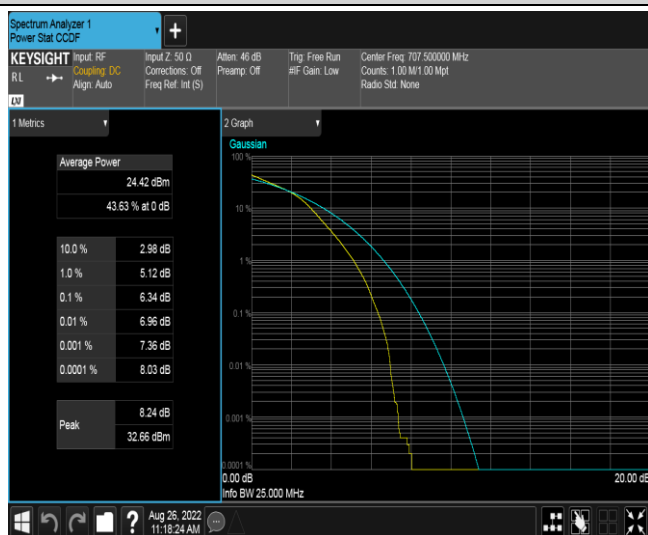 Spectrum Analyzer 1
Power Stat CCDF
+
KEYSIGHT
RL
Input: RF
Coupling: DC
Align: Auto
Input Z: 50 Ω
Corrections: Off
Freq Ref: Int (S)
Atten: 46 dB
Preamp: Off
Trig: Free Run
#IF Gain: Low
Center Freq: 707.500000 MHz
Counts: 1.00 M/1.00 Mpt
Radio Std: None
LXI
1 Metrics
Average Power
24.42 dBm
43.63 % at 0 dB
10.0 % 2.98 dB
1.0 % 5.12 dB
0.1 % 6.34 dB
0.01 % 6.96 dB
0.001 % 7.36 dB
0.0001 % 8.03 dB
Peak
8.24 dB
32.66 dBm
2 Graph
Gaussian
100 %
10 %
1 %
0.1 %
0.01 %
0.001 %
0.0001 %
0.00 dB
20.00 dB
Info BW 25.000 MHz
?
Aug 26, 2022
11:18:24 AM